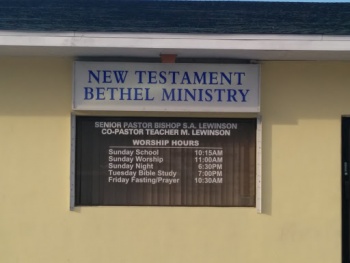 NEW TESTAMENT
BETHEL MINISTRY
SENIOR PASTOR BISHOP S.A. LEWINSON
CO-PASTOR TEACHER M. LEWINSON
WORSHIP HOURS
Sunday School 10:15AM
Sunday Worship 11:00AM
Sunday Night 6:30PM
Tuesday Bible Study 7:00PM
Friday Fasting/Prayer 10:30AM